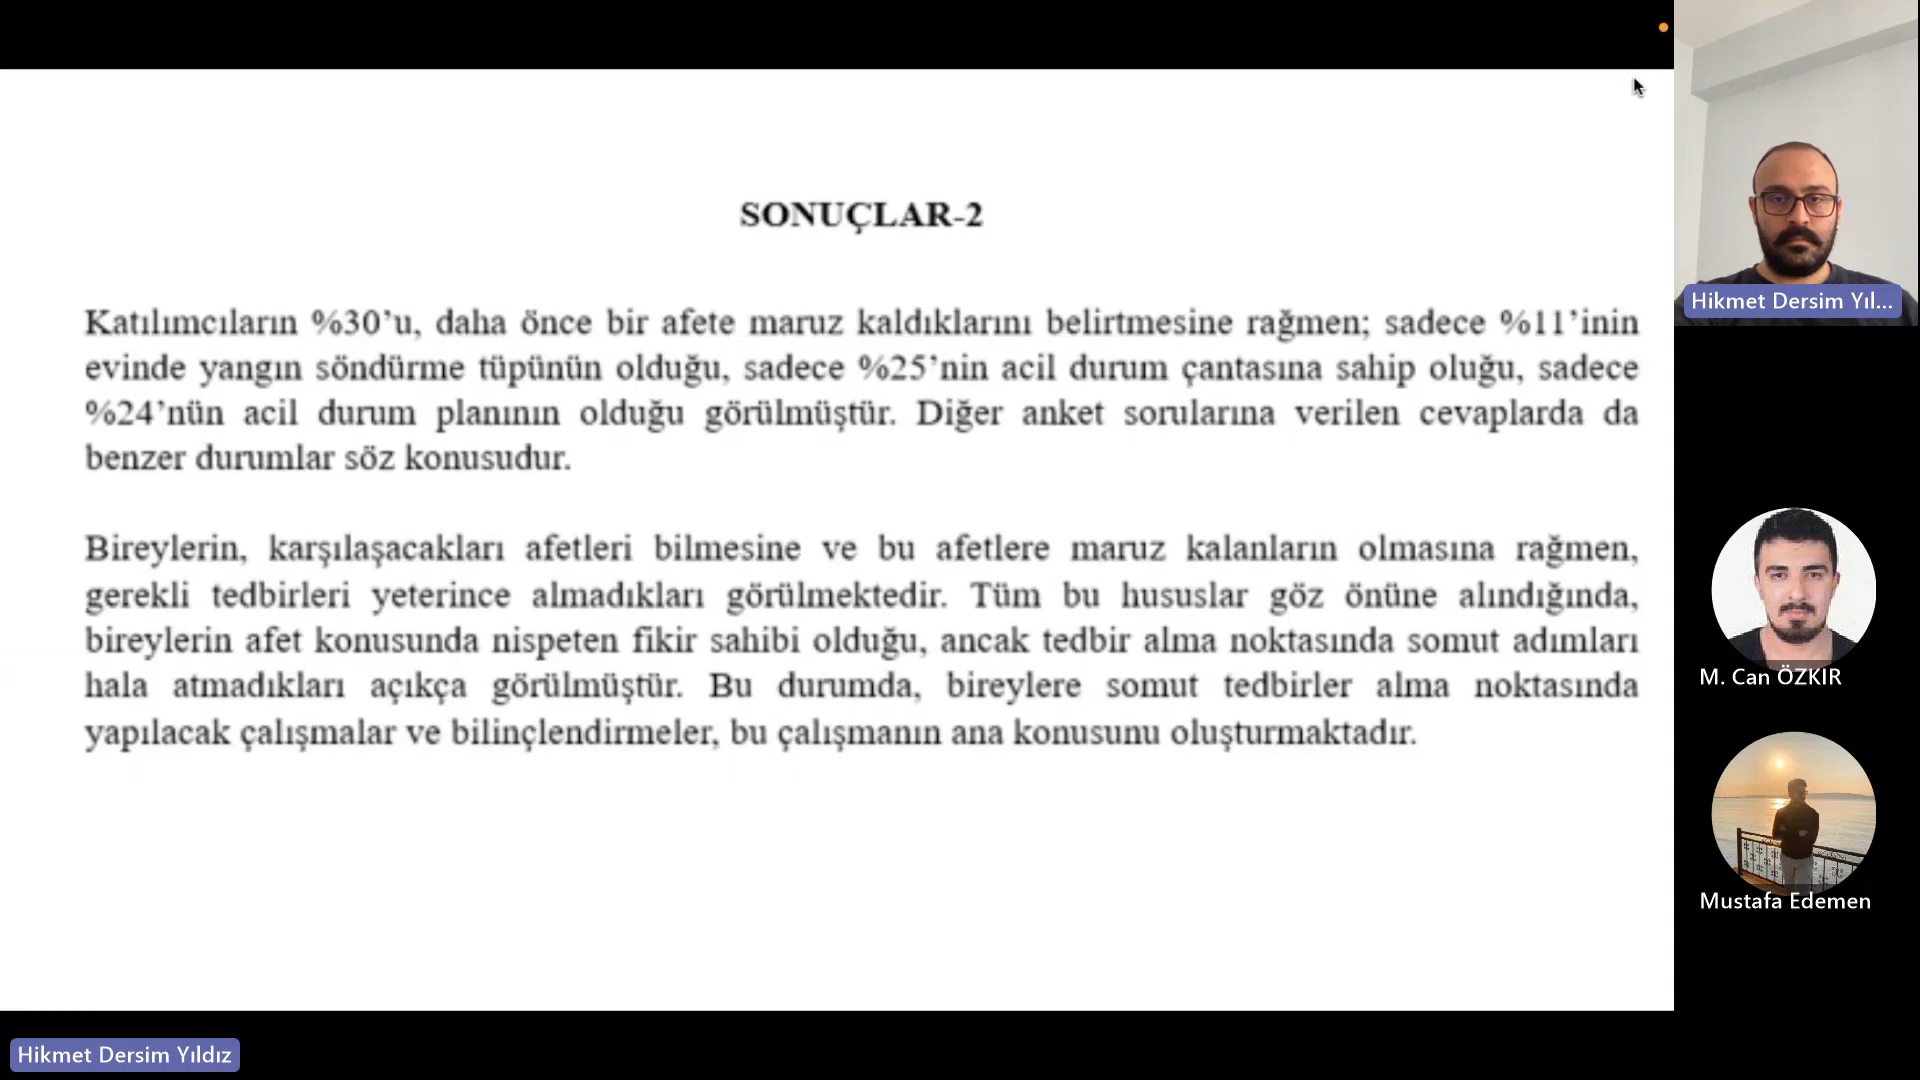 SONUÇLAR-2
Katılımcıların %30’u, daha önce bir afete maruz kaldıklarını belirtmesine rağmen; sadece %11’inin
evinde yangın söndürme tüpünün olduğu, sadece %25’nin acil durum çantasına sahip oluğu, sadece
%24’nün acil durum planının olduğu görülmüştür. Diğer anket sorularına verilen cevaplarda da
benzer durumlar söz konusudur.
Bireylerin, karşılaşacakları afetleri bilmesine ve bu afetlere maruz kalanların olmasına rağmen,
gerekli tedbirleri yeterince almadıkları görülmektedir. Tüm bu hususlar göz önüne alındığında,
bireylerin afet konusunda nispeten fikir sahibi olduğu, ancak tedbir alma noktasında somut adımları
hala atmadıkları açıkça görülmüştür. Bu durumda, bireylere somut tedbirler alma noktasında
yapılacak çalışmalar ve bilinçlendirmeler, bu çalışmanın ana konusunu oluşturmaktadır.
Hikmet Dersim Yıl...
M. Can ÖZKIR
Mustafa Edemen
Hikmet Dersim Yıldız